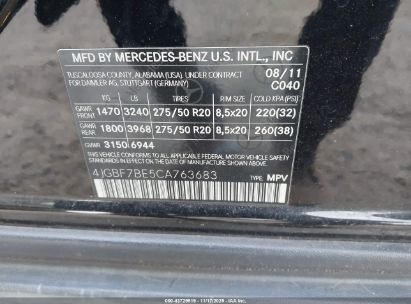 MFD BY MERCEDES-BENZ U.S. INTL., INC
TUSCALOOSA COUNTY, ALABAMA (USA), UNDER CONTRACT 08/11
FOR DAIMLER AG, STUTTGART (GERMANY) C040
GAWR FRONT KG 1470 LB 3240 TIRES 275/50 R20 RIM SIZE 8,5x20 COLD KPA (PSI) 220(32)
GAWR REAR 1800 3968 275/50 R20 8,5x20 260(38)
GVWR 3150 6944
THIS VEHICLE CONFORMS TO ALL APPLICABLE U.S. FEDERAL MOTOR VEHICLE SAFETY STANDARDS IN EFFECT ON THE DATE OF MANUFACTURE SHOWN ABOVE.
4JGBF7BE5CA763683 TYPE: MPV